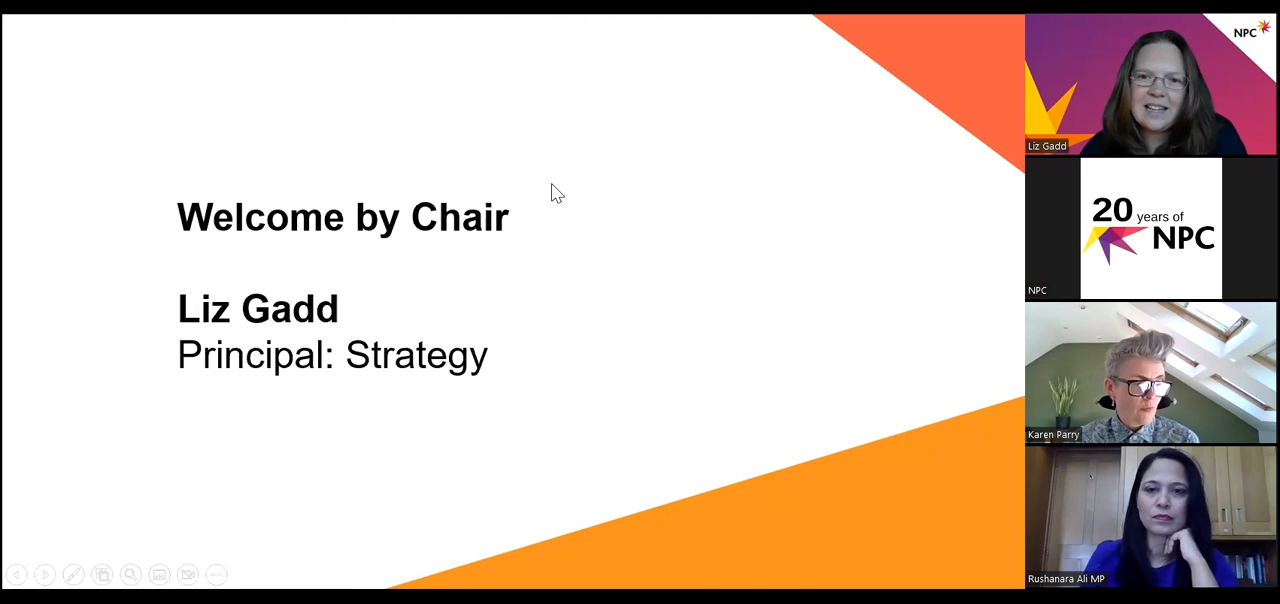 Welcome by Chair
Liz Gadd
Principal: Strategy
NPC
Liz Gadd
20 years of
NPC
NPC
Karen Parry
Rushanara Ali MP